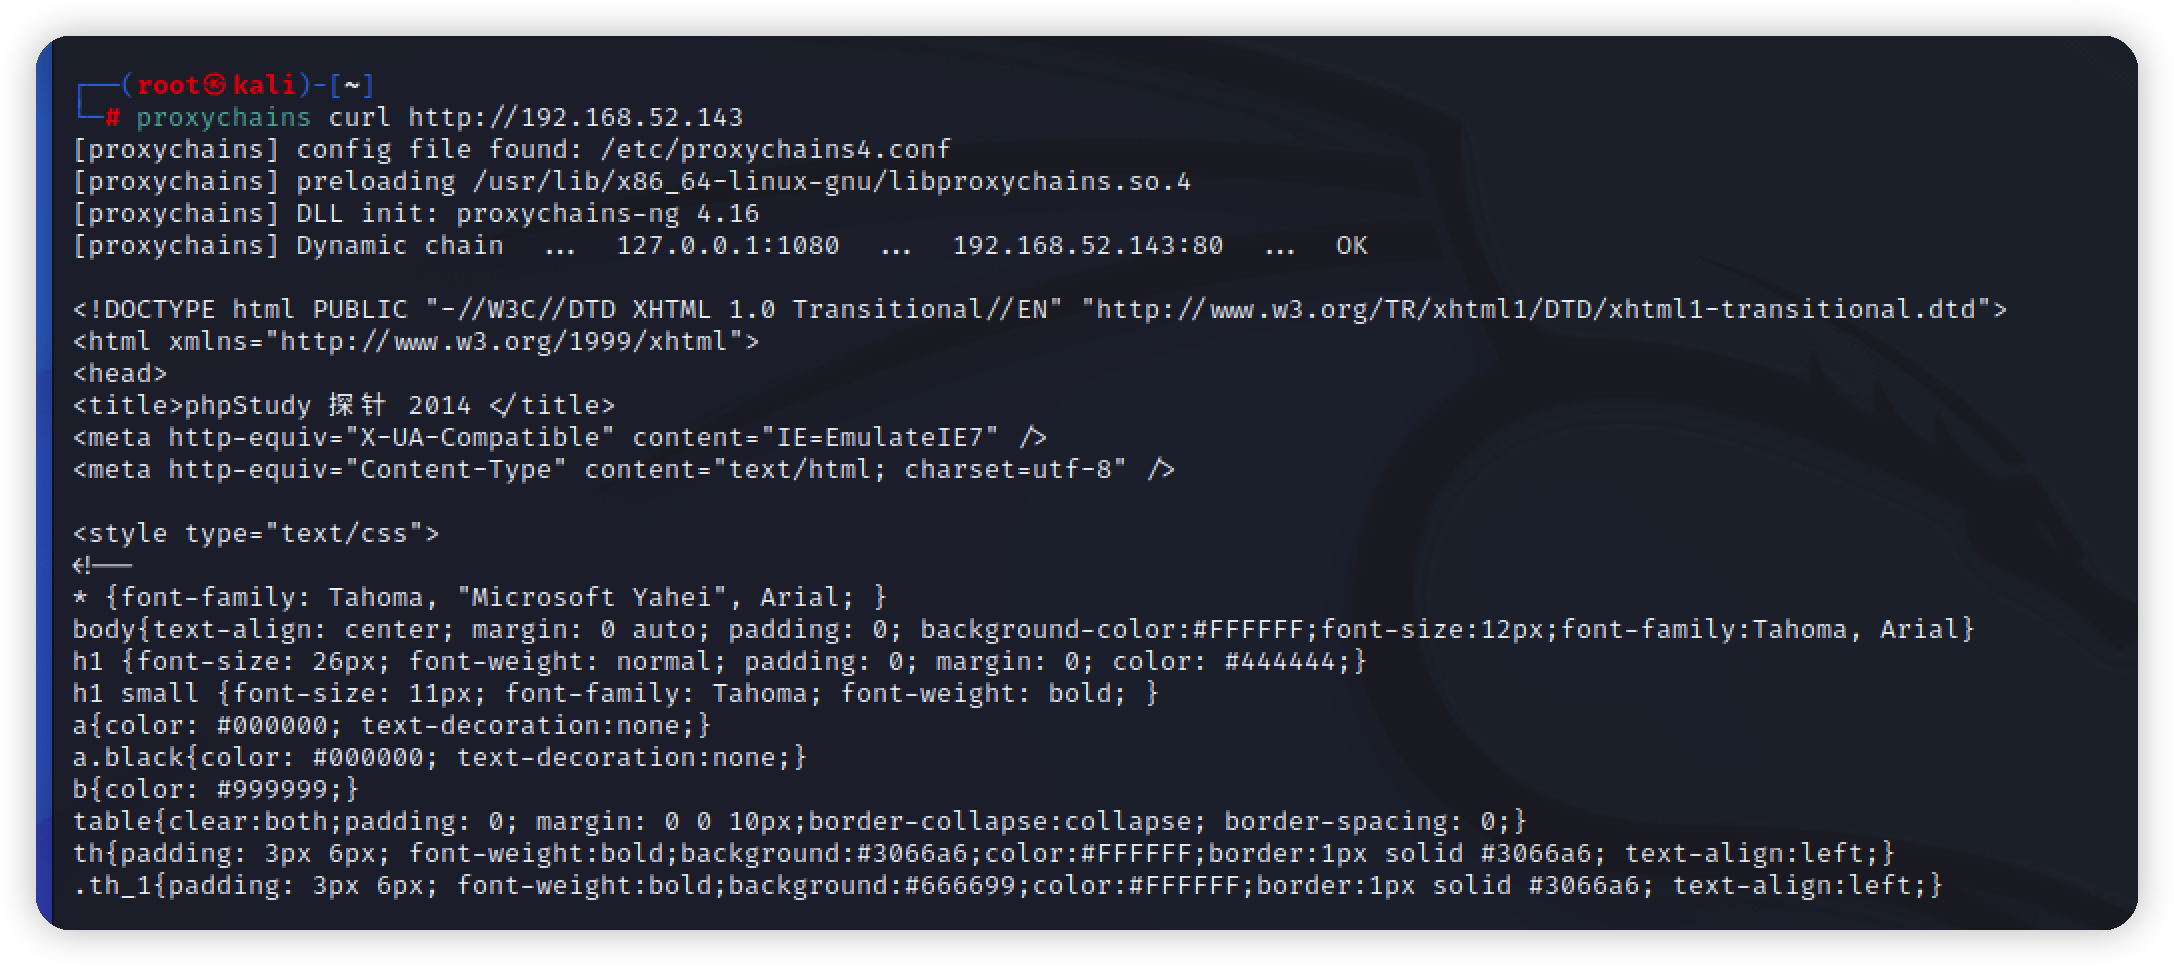 ┌──(root㉿kali)-[~]
└─# proxychains curl http://192.168.52.143
[proxychains] config file found: /etc/proxychains4.conf
[proxychains] preloading /usr/lib/x86_64-linux-gnu/libproxychains.so.4
[proxychains] DLL init: proxychains-ng 4.16
[proxychains] Dynamic chain  ...  127.0.0.1:1080  ...  192.168.52.143:80  ...  OK
<!DOCTYPE html PUBLIC "-//W3C//DTD XHTML 1.0 Transitional//EN" "http://www.w3.org/TR/xhtml1/DTD/xhtml1-transitional.dtd">
<html xmlns="http://www.w3.org/1999/xhtml">
<head>
<title>phpStudy 探针 2014 </title>
<meta http-equiv="X-UA-Compatible" content="IE=EmulateIE7" />
<meta http-equiv="Content-Type" content="text/html; charset=utf-8" />
<style type="text/css">
<!--
* {font-family: Tahoma, "Microsoft Yahei", Arial; }
body{text-align: center; margin: 0 auto; padding: 0; background-color:#FFFFFF;font-size:12px;font-family:Tahoma, Arial}
h1 {font-size: 26px; font-weight: normal; padding: 0; margin: 0; color: #444444;}
h1 small {font-size: 11px; font-family: Tahoma; font-weight: bold; }
a{color: #000000; text-decoration:none;}
a.black{color: #000000; text-decoration:none;}
b{color: #999999;}
table{clear:both;padding: 0; margin: 0 0 10px;border-collapse:collapse; border-spacing: 0;}
th{padding: 3px 6px; font-weight:bold;background:#3066a6;color:#FFFFFF;border:1px solid #3066a6; text-align:left;}
.th_1{padding: 3px 6px; font-weight:bold;background:#666699;color:#FFFFFF;border:1px solid #3066a6; text-align:left;}